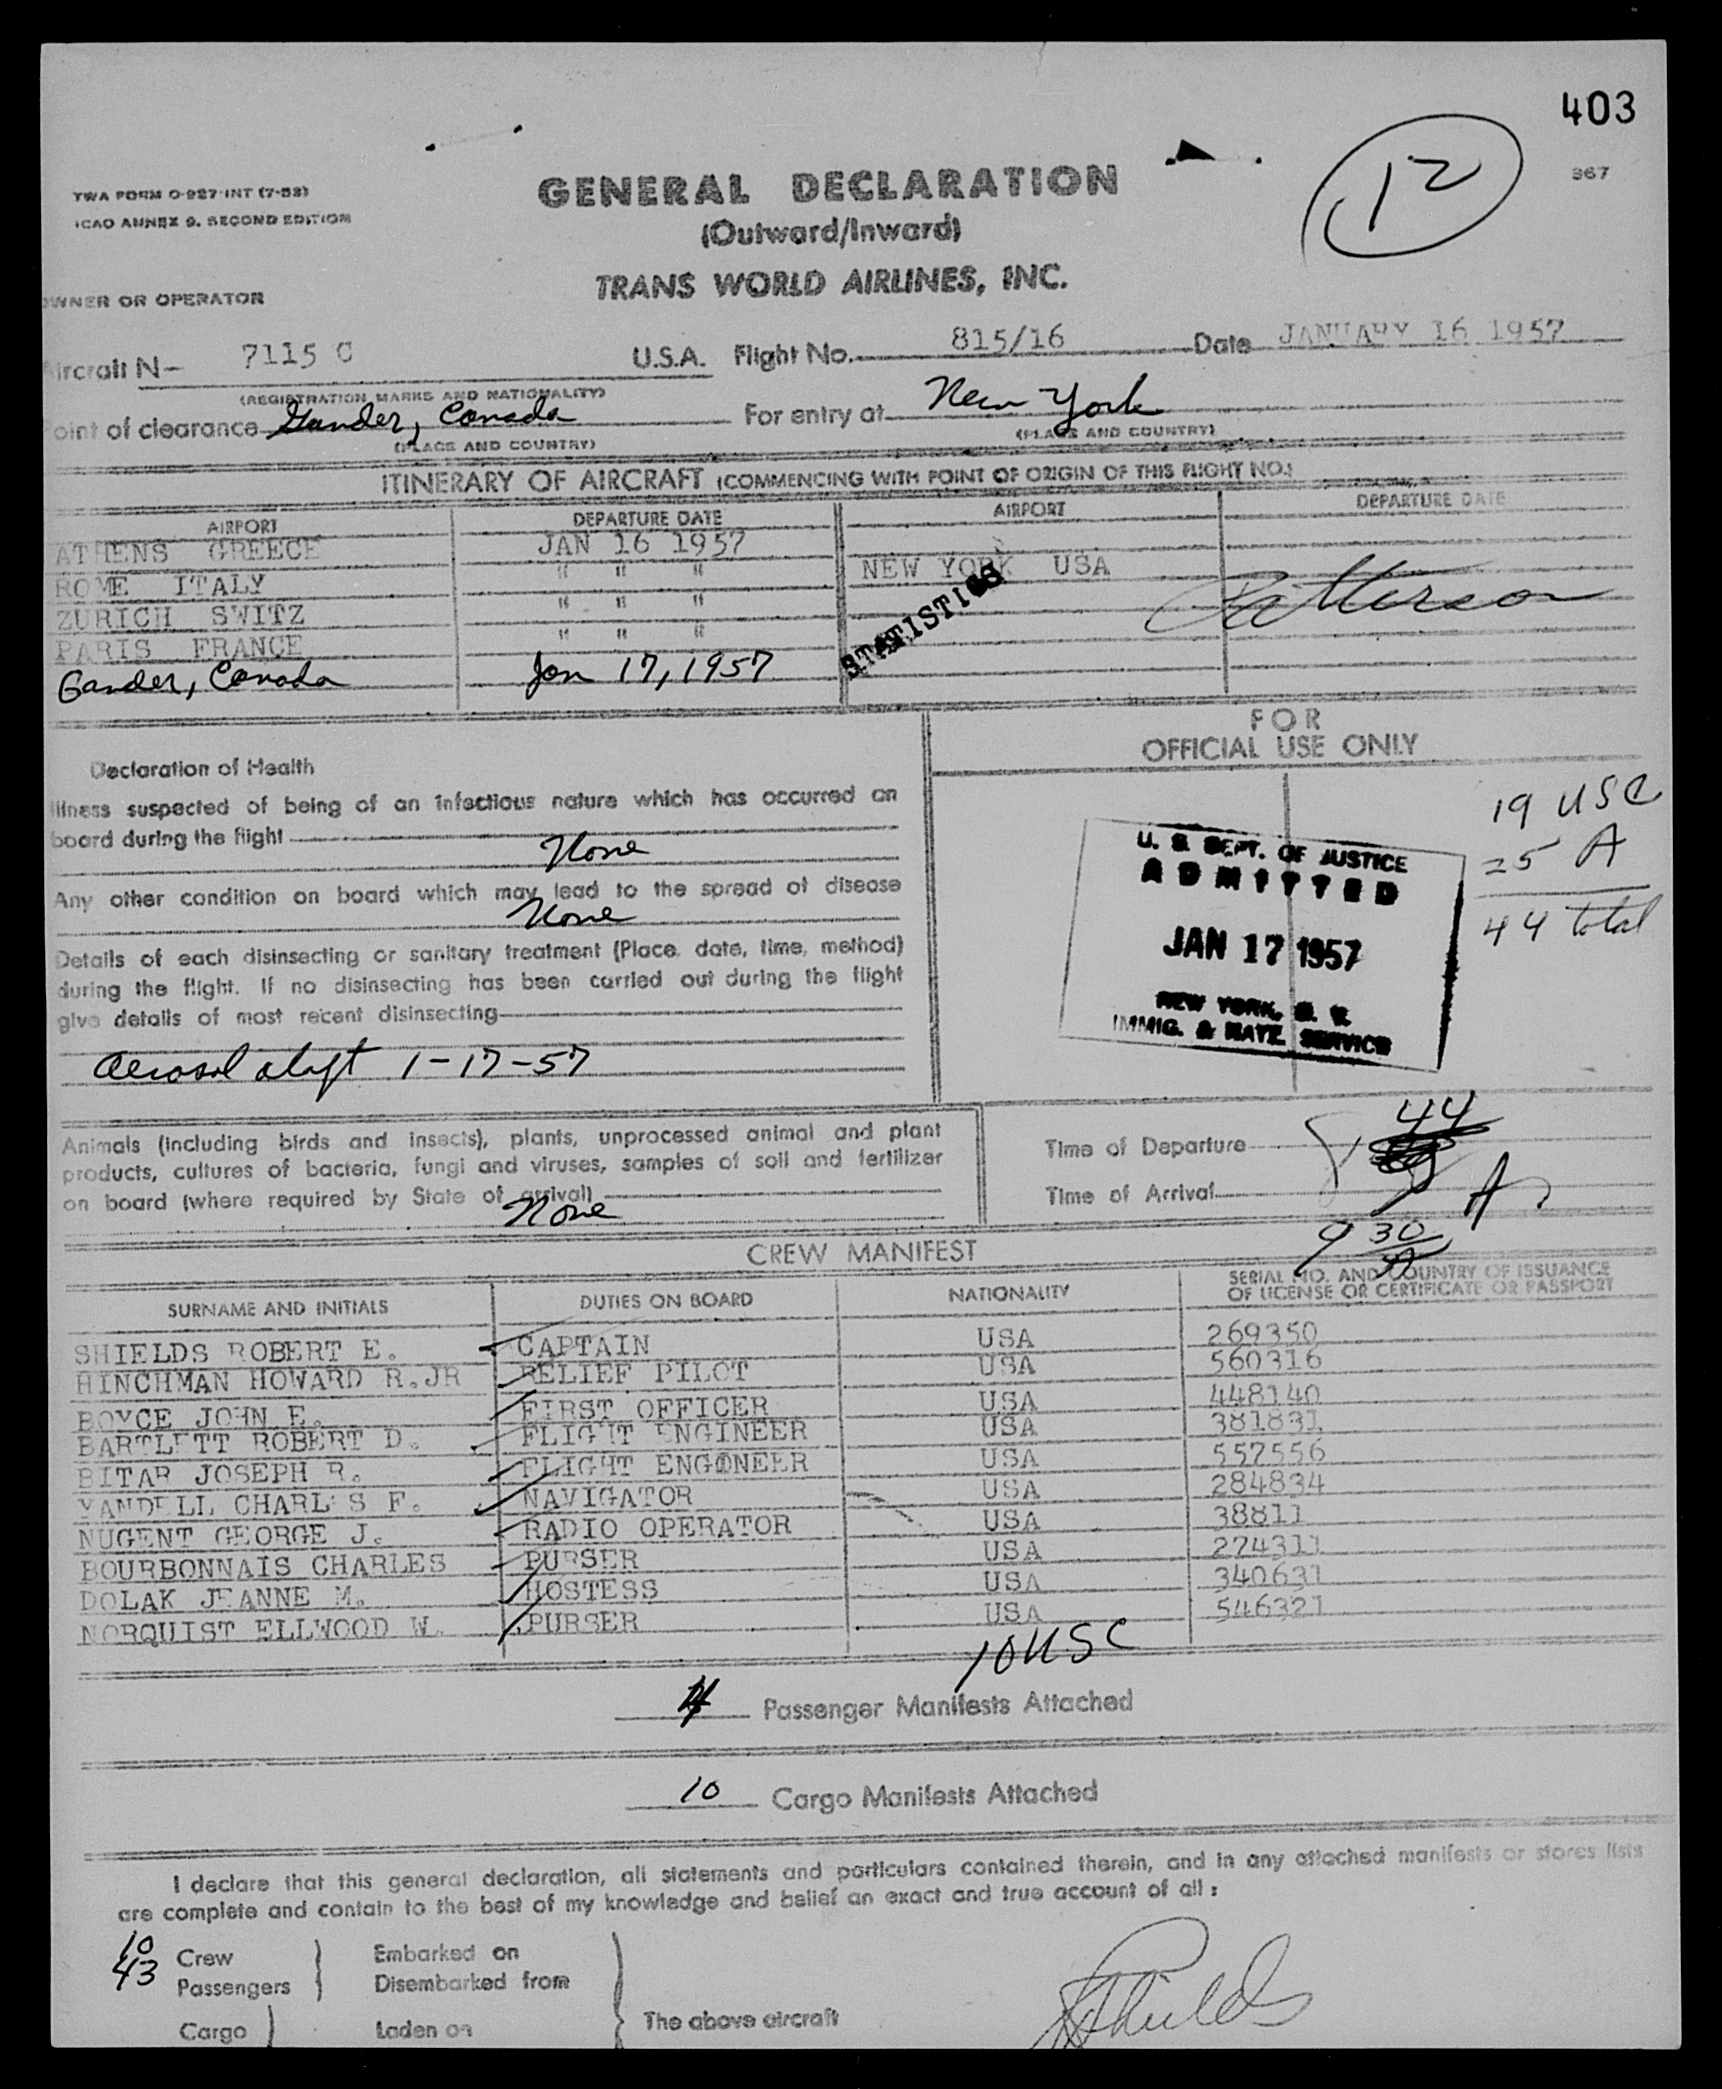 403
12
367
TWA FORM O-927-INT (7-53)
ICAO ANNEX 9, SECOND EDITION
GENERAL DECLARATION
(Outward/Inward)
TRANS WORLD AIRLINES, INC.
OWNER OR OPERATOR
Aircraft N- 7115 C U.S.A. Flight No. 815/16 Date JANUARY 16 1957
(REGISTRATION MARKS AND NATIONALITY)
Point of clearance Gander, Canada For entry at New York
(PLACE AND COUNTRY) (PLACE AND COUNTRY)
ITINERARY OF AIRCRAFT (COMMENCING WITH POINT OF ORIGIN OF THIS FLIGHT NO.)
AIRPORT DEPARTURE DATE AIRPORT DEPARTURE DATE
ATHENS GREECE JAN 16 1957
ROME ITALY " " " NEW YORK USA
ZURICH SWITZ " " "
PARIS FRANCE " " "
Gander, Canada Jan 17, 1957
STATISTICS
Patterson
FOR
OFFICIAL USE ONLY
Declaration of Health
Illness suspected of being of an infectious nature which has occurred on
board during the flight
None
Any other condition on board which may lead to the spread of disease
None
Details of each disinsecting or sanitary treatment (Place, date, time, method)
during the flight. If no disinsecting has been carried out during the flight
give details of most recent disinsecting
Aerosol aloft 1-17-57
19 USC
25 A
44 total
U. S. DEPT. OF JUSTICE
ADMITTED
JAN 17 1957
NEW YORK, N. Y.
IMMIG. & NATZ. SERVICE
Animals (including birds and insects), plants, unprocessed animal and plant
products, cultures of bacteria, fungi and viruses, samples of soil and fertilizer
on board (where required by State of arrival)
None
44
Time of Departure
Time of Arrival
9 30
CREW MANIFEST
SURNAME AND INITIALS DUTIES ON BOARD NATIONALITY SERIAL NO. AND COUNTRY OF ISSUANCE
OF LICENSE OR CERTIFICATE OR PASSPORT
SHIELDS ROBERT E. CAPTAIN USA 269350
HINCHMAN HOWARD R.JR RELIEF PILOT USA 560316
BOYCE JOHN E. FIRST OFFICER USA 448140
BARTLETT ROBERT D. FLIGHT ENGINEER USA 381831
BITAR JOSEPH R. FLIGHT ENGINEER USA 557556
YANDELL CHARLES F. NAVIGATOR USA 284834
NUGENT GEORGE J. RADIO OPERATOR USA 38811
BOURBONNAIS CHARLES PURSER USA 274311
DOLAK JEANNE M. HOSTESS USA 340631
NORQUIST ELLWOOD W. PURSER USA 546321
10 USC
4 Passenger Manifests Attached
10 Cargo Manifests Attached
I declare that this general declaration, all statements and particulars contained therein, and in any attached manifests or stores lists
are complete and contain to the best of my knowledge and belief an exact and true account of all :
10 Crew Embarked on
43 Passengers Disembarked from
Cargo Laden on The above aircraft
Shields